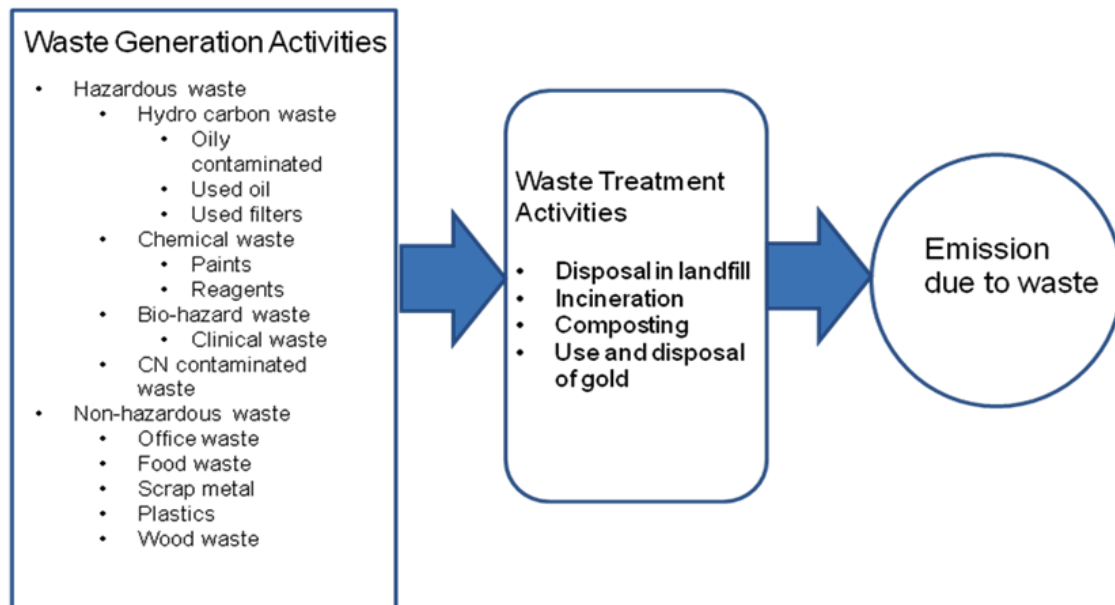 Waste Generation Activities
• Hazardous waste
• Hydro carbon waste
• Oily
contaminated
• Used oil
• Used filters
• Chemical waste
• Paints
• Reagents
• Bio-hazard waste
• Clinical waste
• CN contaminated
waste
• Non-hazardous waste
• Office waste
• Food waste
• Scrap metal
• Plastics
• Wood waste
Waste Treatment
Activities
• Disposal in landfill
• Incineration
• Composting
• Use and disposal
of gold
Emission
due to waste